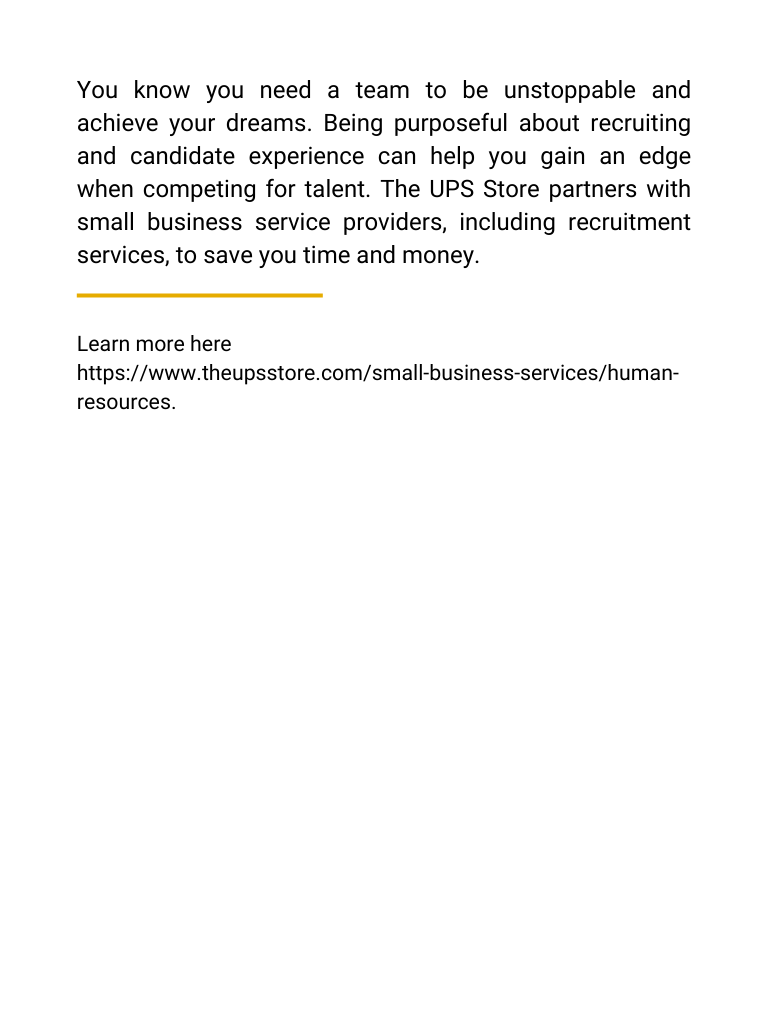 You know you need a team to be unstoppable and
achieve your dreams. Being purposeful about recruiting
and candidate experience can help you gain an edge
when competing for talent. The UPS Store partners with
small business service providers, including recruitment
services, to save you time and money.
Learn more here
https://www.theupsstore.com/small-business-services/human-
resources.